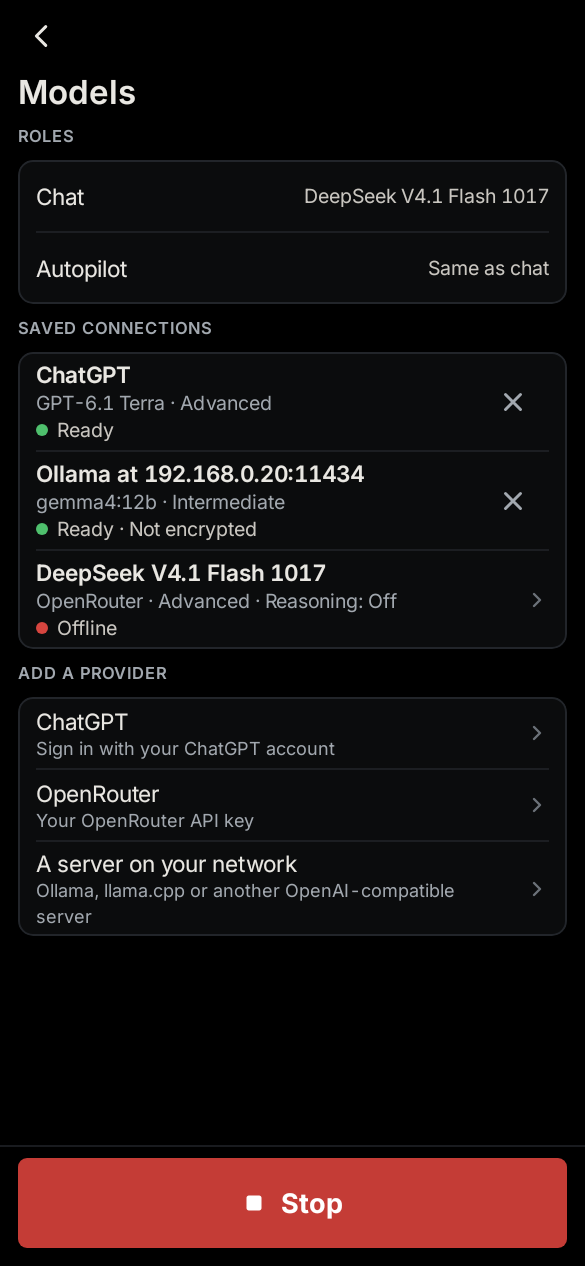 Models
ROLES
Chat
DeepSeek V4.1 Flash 1017
Autopilot
Same as chat
SAVED CONNECTIONS
ChatGPT
GPT-6.1 Terra · Advanced
Ready
Ollama at 192.168.0.20:11434
gemma4:12b · Intermediate
Ready · Not encrypted
DeepSeek V4.1 Flash 1017
OpenRouter · Advanced · Reasoning: Off
Offline
ADD A PROVIDER
ChatGPT
Sign in with your ChatGPT account
OpenRouter
Your OpenRouter API key
A server on your network
Ollama, llama.cpp or another OpenAI-compatible
server
Stop